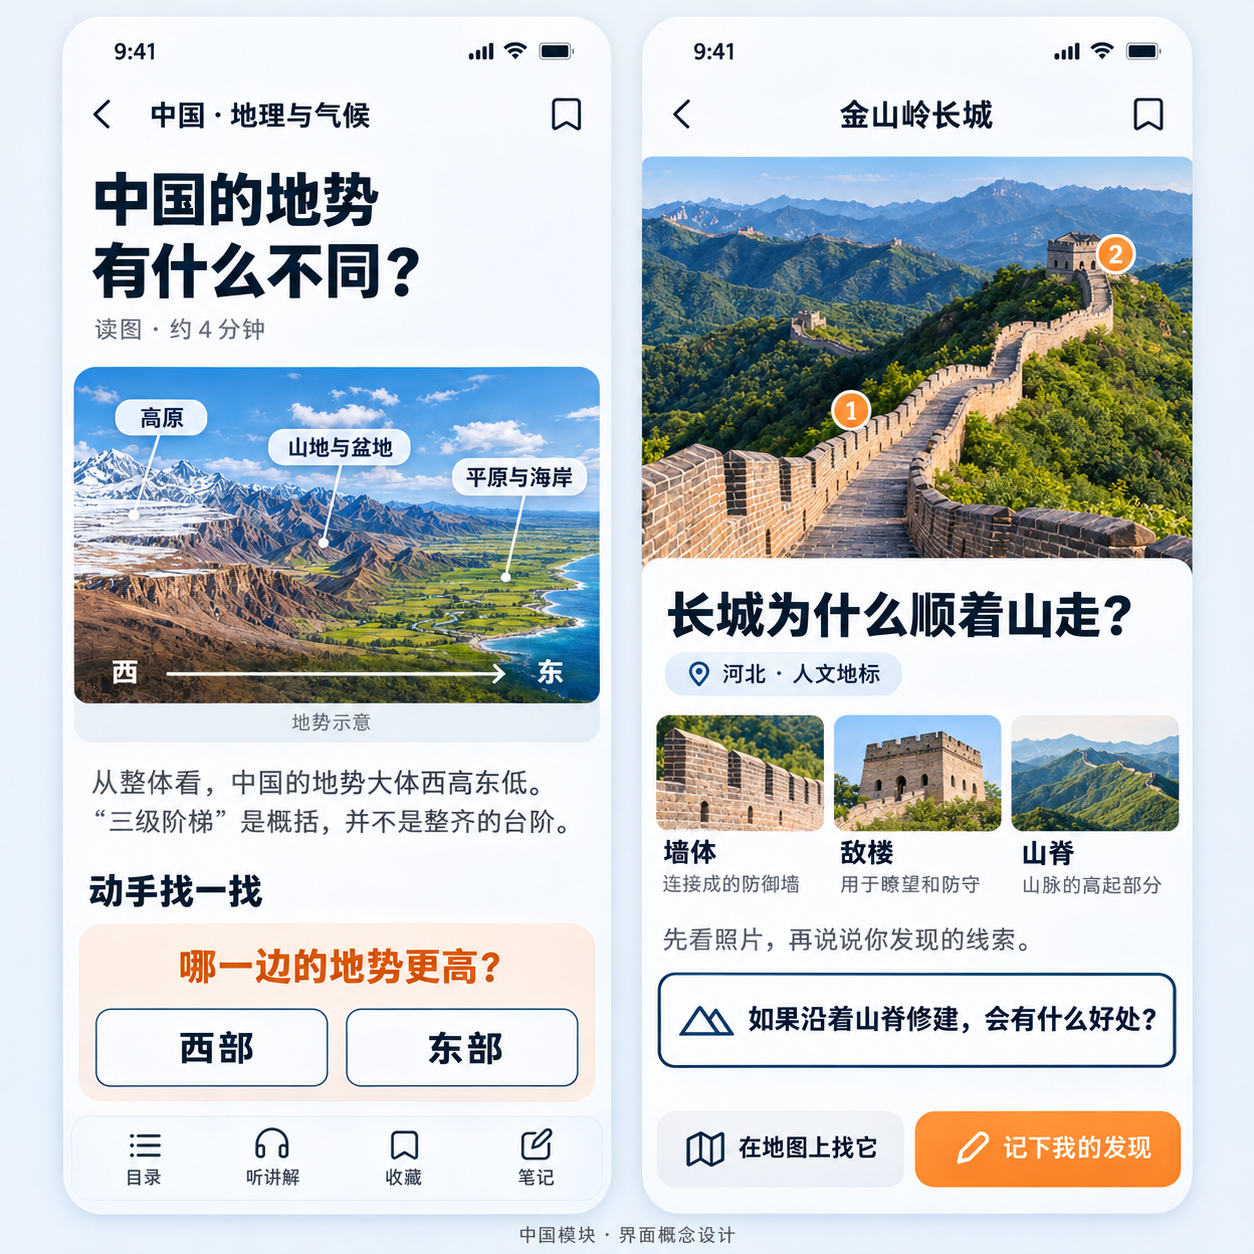 9:41
中国 · 地理与气候
中国的地势
有什么不同?
读图 · 约 4 分钟
高原
山地与盆地
平原与海岸
西
东
地势示意
从整体看，中国的地势大体西高东低。
“三级阶梯”是概括，并不是整齐的台阶。
动手找一找
哪一边的地势更高?
西部
东部
目录
听讲解
收藏
笔记
9:41
金山岭长城
2
1
长城为什么顺着山走?
河北 · 人文地标
墙体
连接成的防御墙
敌楼
用于瞭望和防守
山脊
山脉的高起部分
先看照片，再说说你发现的线索。
如果沿着山脊修建，会有什么好处?
在地图上找它
记下我的发现
中国模块 · 界面概念设计